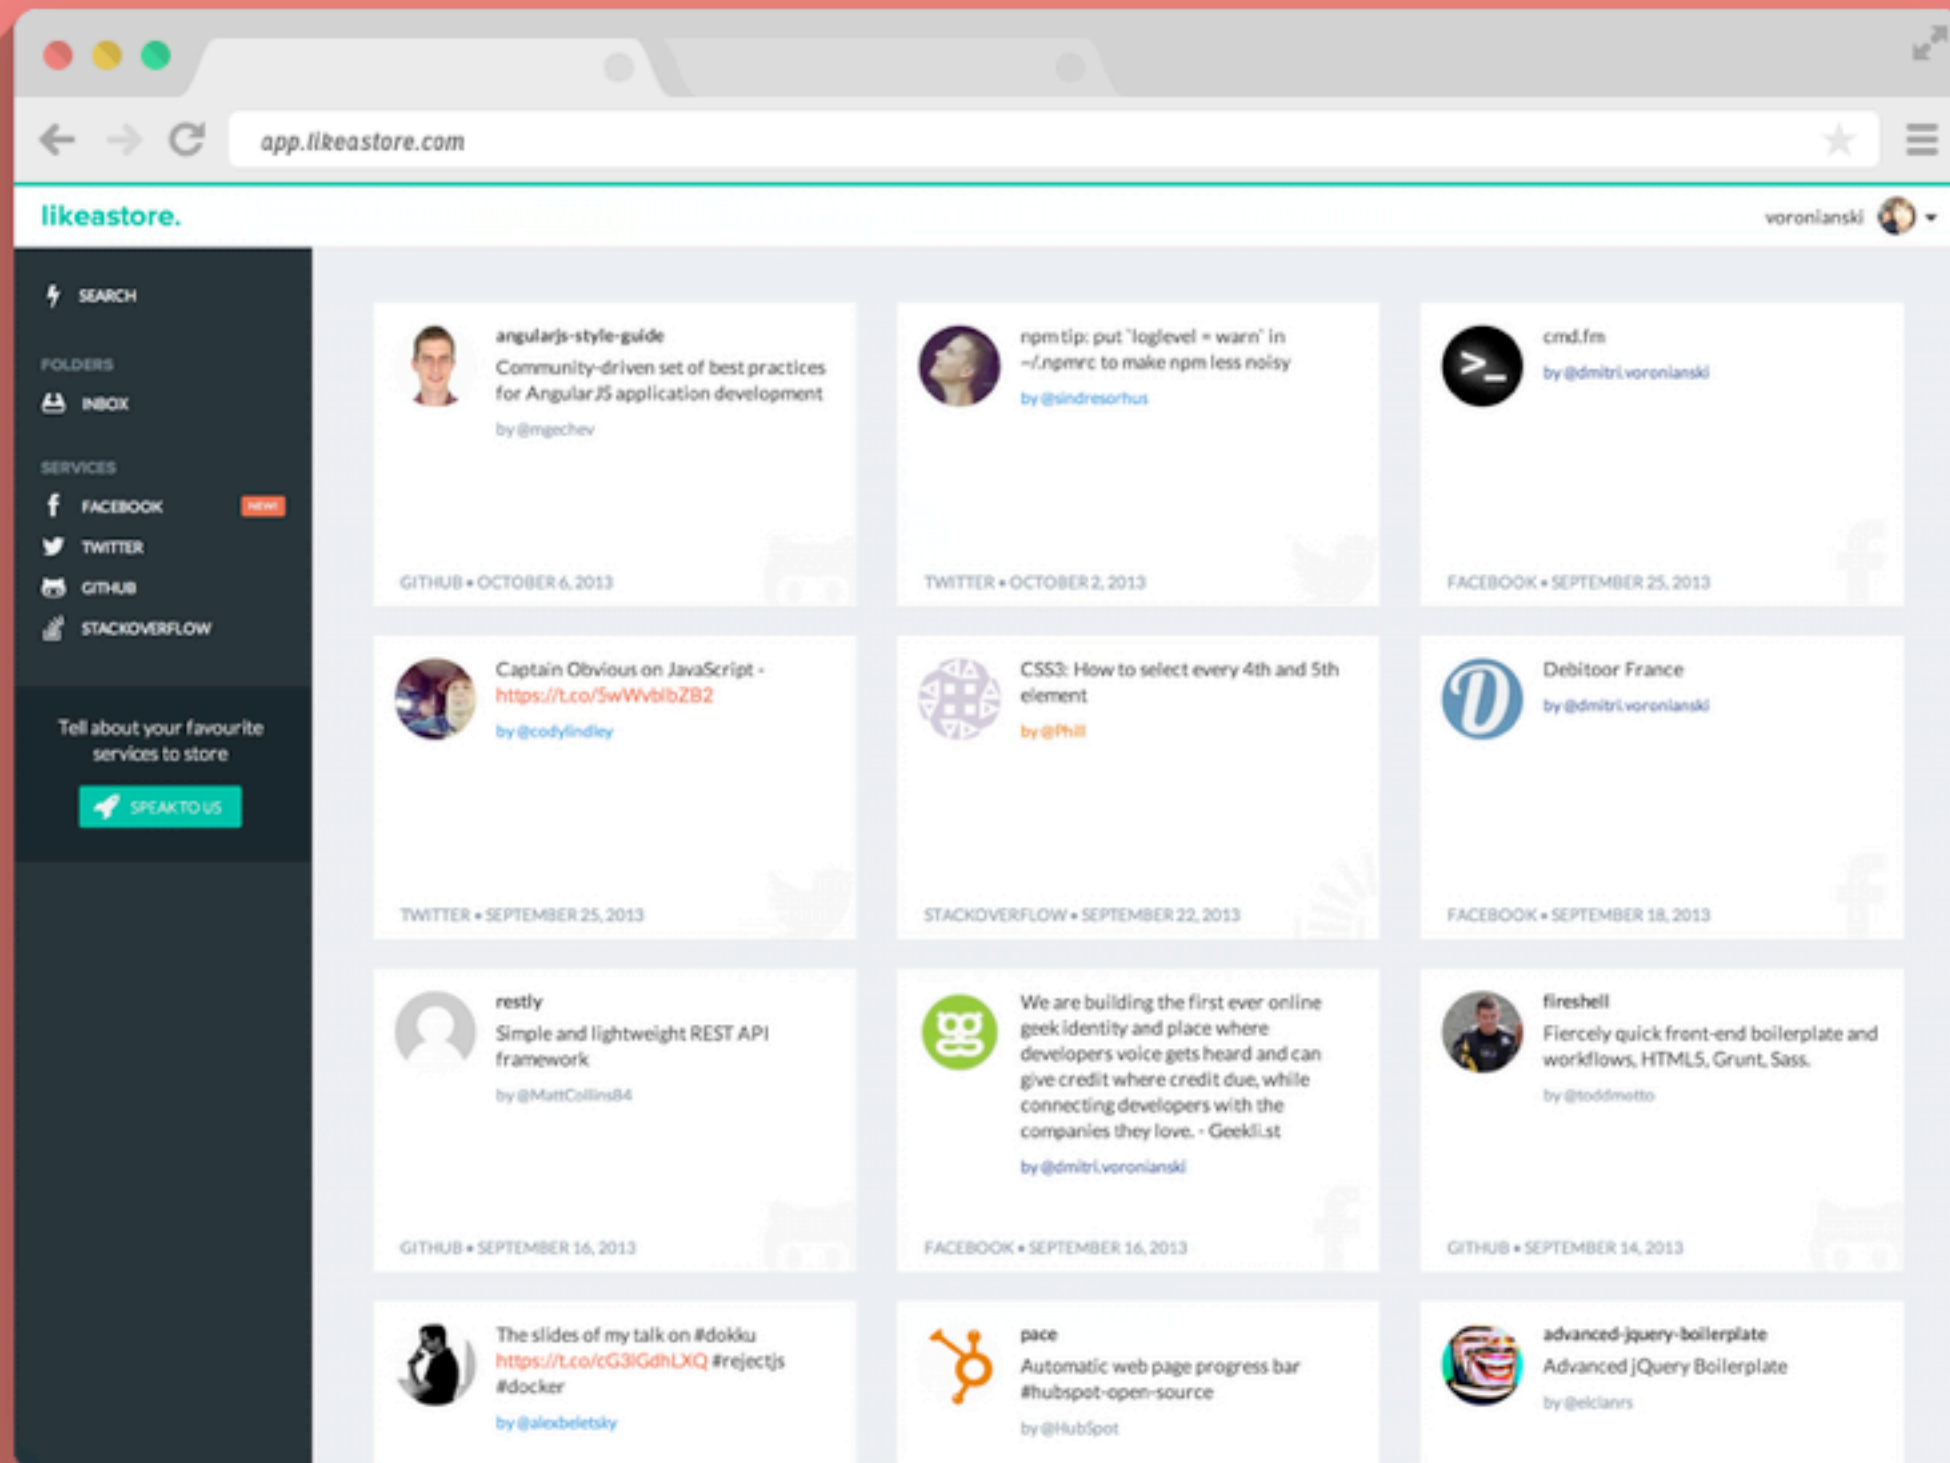 app.likeastore.com
likeastore.
voronianski
SEARCH
FOLDERS
INBOX
SERVICES
FACEBOOK NEW!
TWITTER
GITHUB
STACKOVERFLOW
Tell about your favourite
services to store
SPEAK TO US
angularjs-style-guide
Community-driven set of best practices
for AngularJS application development
by @mgechev
GITHUB • OCTOBER 6, 2013
npm tip: put `loglevel = warn` in
~/.npmrc to make npm less noisy
by @sindresorhus
TWITTER • OCTOBER 2, 2013
cmd.fm
by @dmitri.voronianski
FACEBOOK • SEPTEMBER 25, 2013
Captain Obvious on JavaScript -
https://t.co/5wWvblbZB2
by @codylindley
TWITTER • SEPTEMBER 25, 2013
CSS3: How to select every 4th and 5th
element
by @Phill
STACKOVERFLOW • SEPTEMBER 22, 2013
Debitoor France
by @dmitri.voronianski
FACEBOOK • SEPTEMBER 18, 2013
restly
Simple and lightweight REST API
framework
by @MattCollins84
GITHUB • SEPTEMBER 16, 2013
We are building the first ever online
geek identity and place where
developers voice gets heard and can
give credit where credit due, while
connecting developers with the
companies they love. - Geekli.st
by @dmitri.voronianski
FACEBOOK • SEPTEMBER 16, 2013
fireshell
Fiercely quick front-end boilerplate and
workflows, HTML5, Grunt, Sass.
by @toddmotto
GITHUB • SEPTEMBER 14, 2013
The slides of my talk on #dokku
https://t.co/cG3lGdhLXQ #rejectjs
#docker
by @alexbeletsky
pace
Automatic web page progress bar
#hubspot-open-source
by @HubSpot
advanced-jquery-boilerplate
Advanced jQuery Boilerplate
by @elclanrs